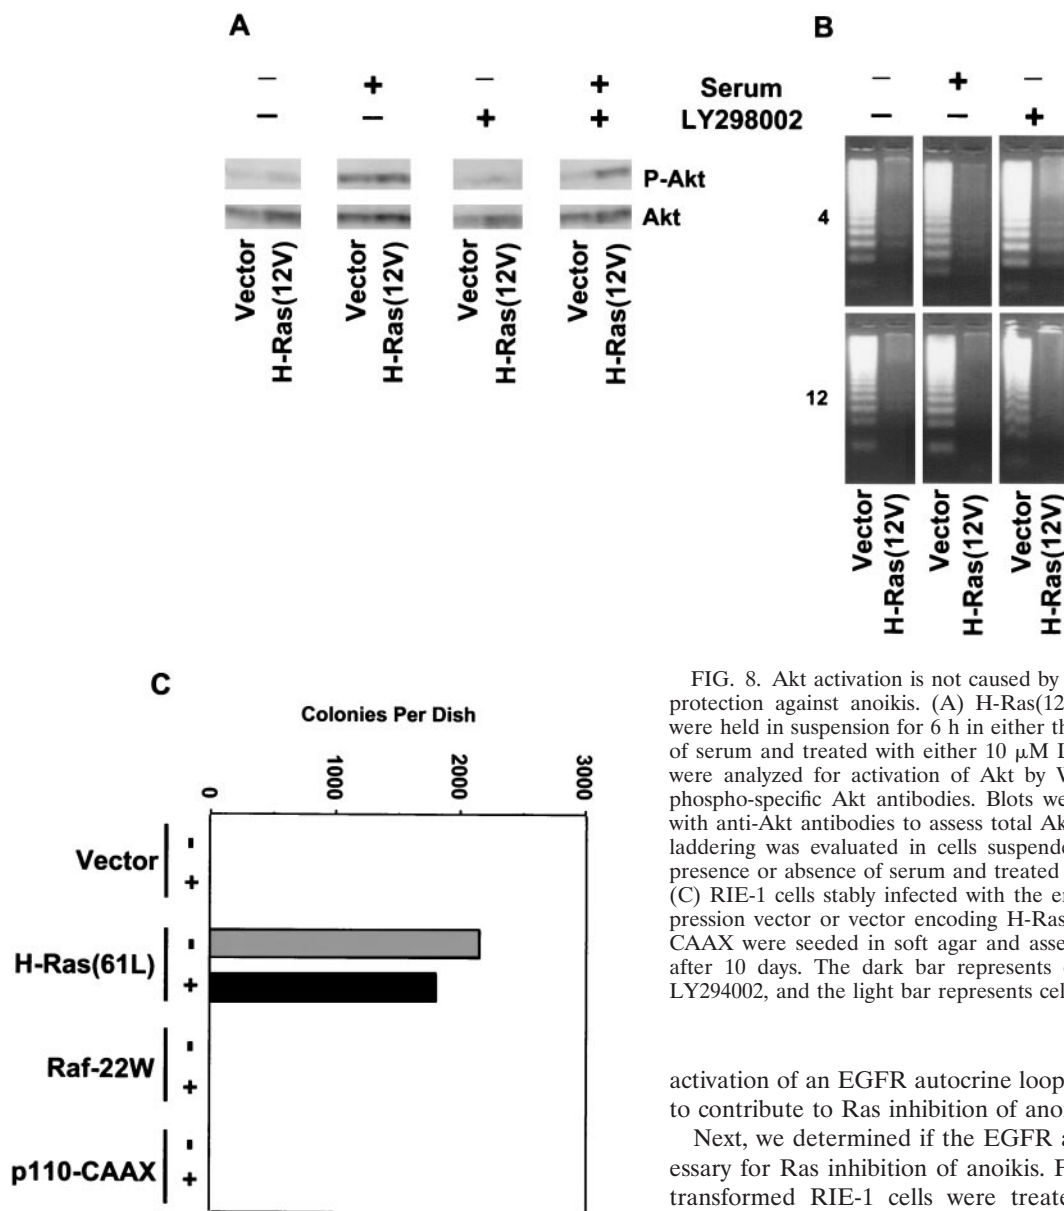 A
B
− + − + Serum −  + −
− − + + LY298002 − − +
P-Akt
Akt
4
12
Vector
H-Ras(12V)
Vector
H-Ras(12V)
Vector
H-Ras(12V)
Vector
H-Ras(12V)
Vector
H-Ras(12V)
Vector
H-Ras(12V)
Vector
H-Ras(12V)
C
Colonies Per Dish
0
1000
2000
3000
Vector
-
+
H-Ras(61L)
-
+
Raf-22W
-
+
p110-CAAX
-
+
FIG. 8. Akt activation is not caused by
protection against anoikis. (A) H-Ras(12
were held in suspension for 6 h in either th
of serum and treated with either 10 μM L
were analyzed for activation of Akt by W
phospho-specific Akt antibodies. Blots we
with anti-Akt antibodies to assess total Ak
laddering was evaluated in cells suspende
presence or absence of serum and treated
(C) RIE-1 cells stably infected with the e
pression vector or vector encoding H-Ras
CAAX were seeded in soft agar and asse
after 10 days. The dark bar represents
LY294002, and the light bar represents cel
activation of an EGFR autocrine loop
to contribute to Ras inhibition of ano
Next, we determined if the EGFR a
essary for Ras inhibition of anoikis. F
transformed RIE-1 cells were treate